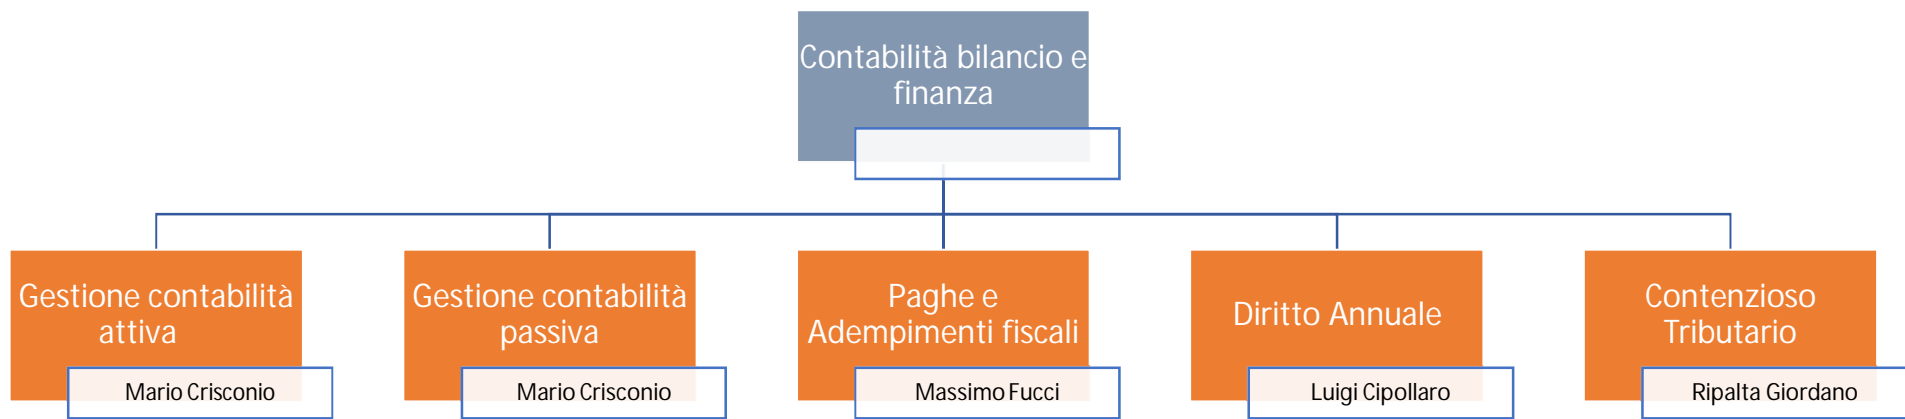 Contabilità bilancio e
finanza
Gestione contabilità
attiva
Mario Crisconio
Gestione contabilità
passiva
Mario Crisconio
Paghe e
Adempimenti fiscali
Massimo Fucci
Diritto Annuale
Luigi Cipollaro
Contenzioso
Tributario
Ripalta Giordano